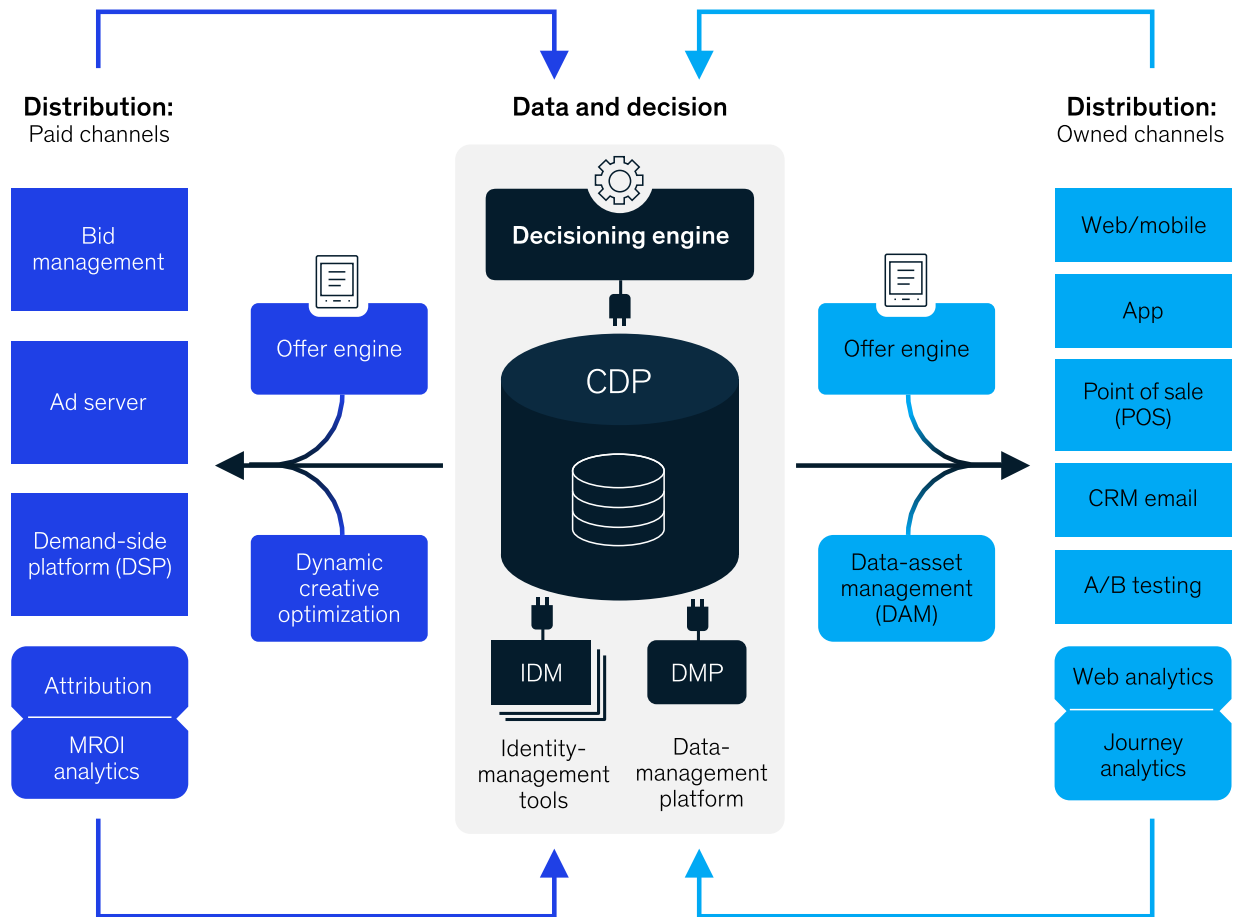 Distribution:
Paid channels
Bid
management
Ad server
Demand-side
platform (DSP)
Attribution
MROI
analytics
Offer engine
Dynamic
creative
optimization
Data and decision
Decisioning engine
CDP
IDM
DMP
Identity-
management
tools
Data-
management
platform
Offer engine
Data-asset
management
(DAM)
Distribution:
Owned channels
Web/mobile
App
Point of sale
(POS)
CRM email
A/B testing
Web analytics
Journey
analytics